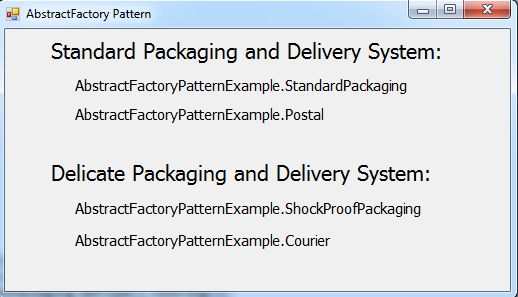 AbstractFactory Pattern
Standard Packaging and Delivery System:
AbstractFactoryPatternExample.StandardPackaging
AbstractFactoryPatternExample.Postal
Delicate Packaging and Delivery System:
AbstractFactoryPatternExample.ShockProofPackaging
AbstractFactoryPatternExample.Courier